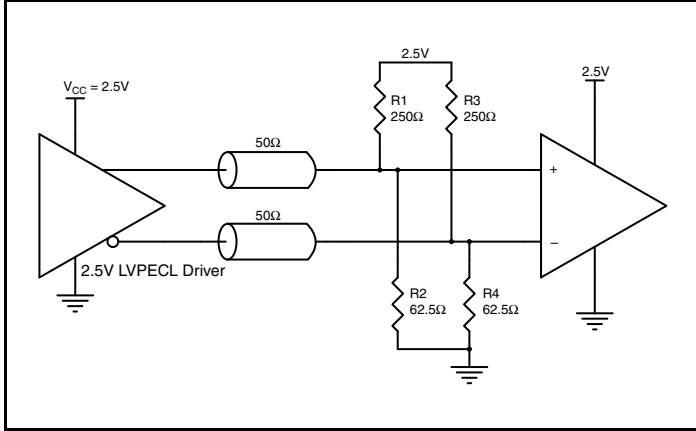 2.5V
V_CC = 2.5V
2.5V
R1
250Ω
R3
250Ω
50Ω
+
50Ω
–
2.5V LVPECL Driver
R2
62.5Ω
R4
62.5Ω